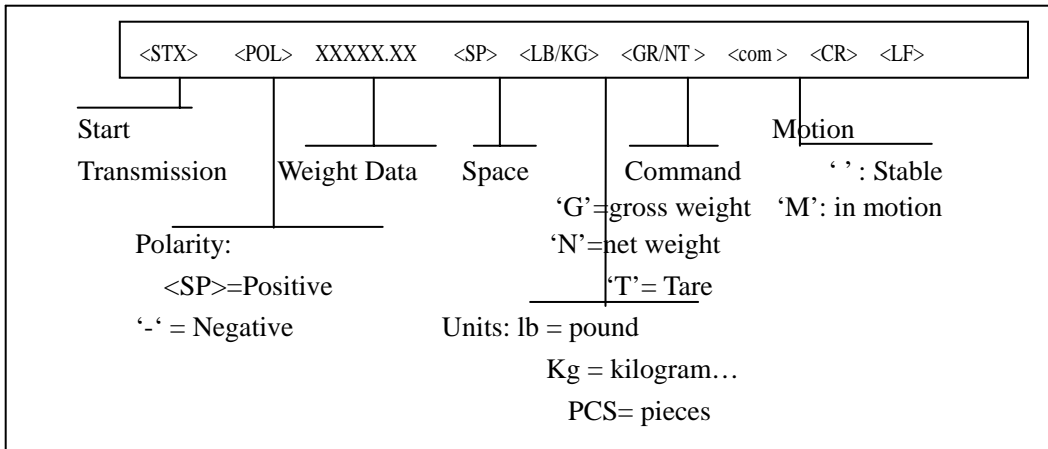 <STX> <POL> XXXXX.XX <SP> <LB/KG> <GR/NT > <com > <CR> <LF>
Start Motion
Transmission Weight Data Space Command ‘ ’ : Stable
‘G’=gross weight ‘M’: in motion
Polarity: ‘N’=net weight
<SP>=Positive ‘T’= Tare
‘-‘ = Negative Units: lb = pound
Kg = kilogram…
PCS= pieces